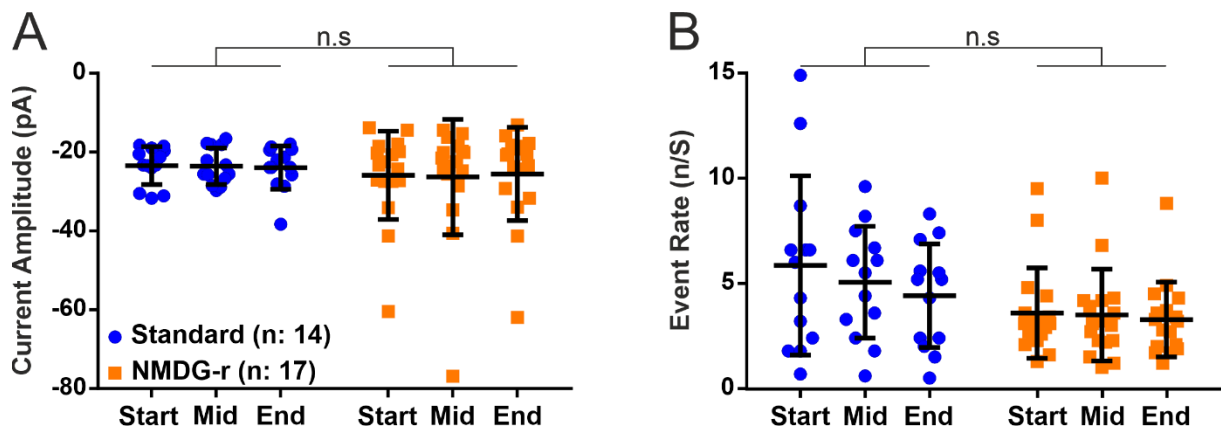 A
n.s
Current Amplitude (pA)
0
-20
-40
-60
-80
Standard (n: 14)
NMDG-r (n: 17)
Start Mid End Start Mid End
B
n.s
Event Rate (n/S)
15
10
5
0
Start Mid End Start Mid End